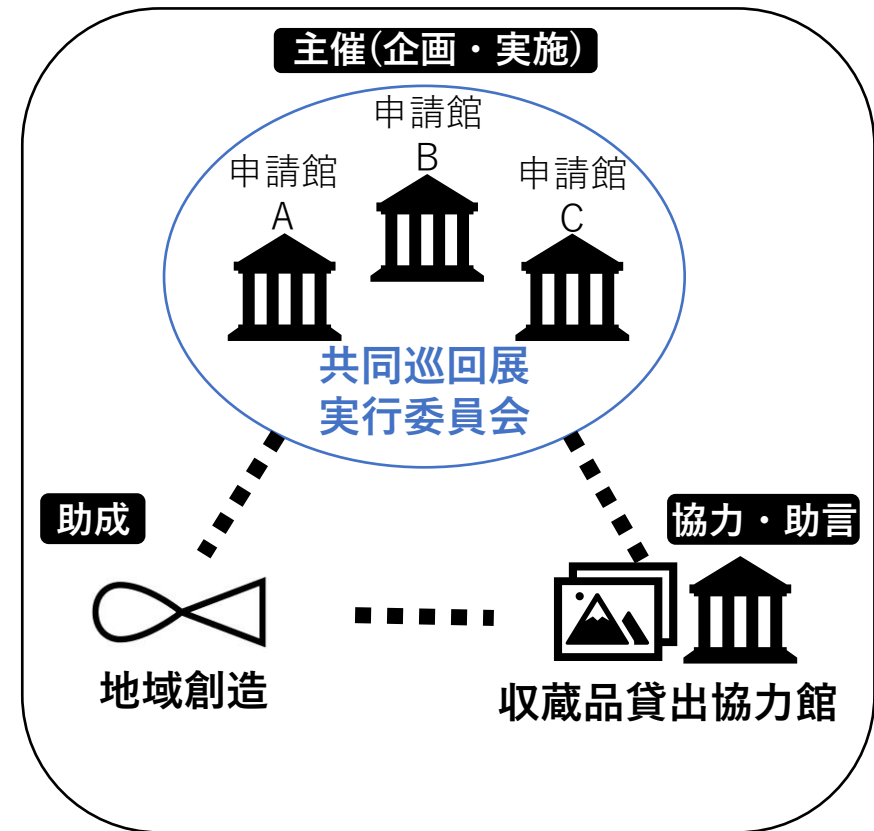 主催(企画・実施)
申請館
B
申請館
A
申請館
C
共同巡回展
実行委員会
助成
協力・助言
地域創造
収蔵品貸出協力館